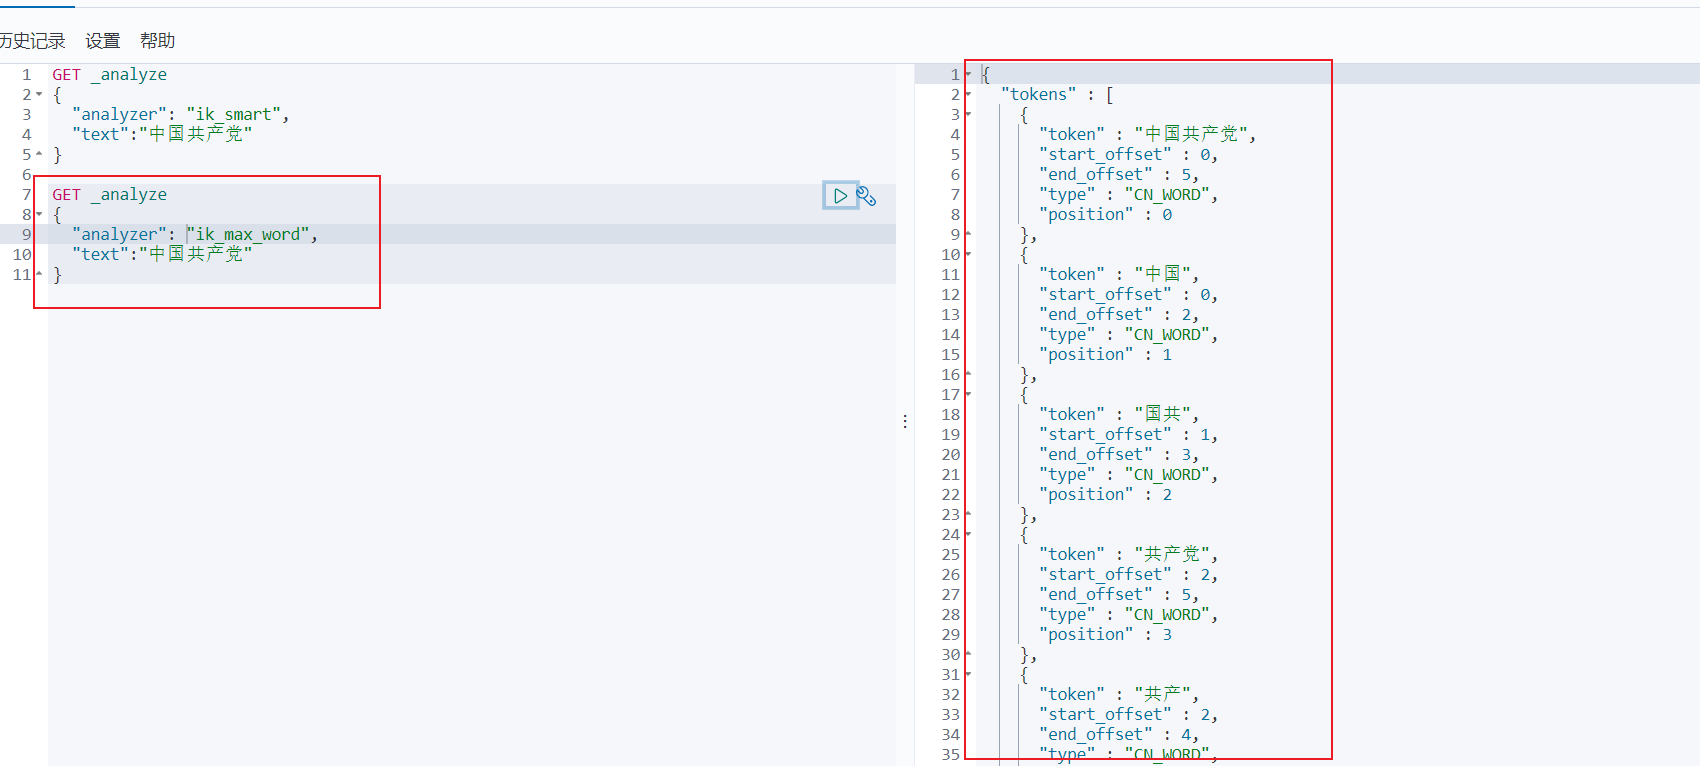 历史记录 设置 帮助
1 GET _analyze
2 {
3 "analyzer": "ik_smart",
4 "text":"中国共产党"
5 }
6
7 GET _analyze
8 {
9 "analyzer": "ik_max_word",
10 "text":"中国共产党"
11 }
1 {
2 "tokens" : [
3 {
4 "token" : "中国共产党",
5 "start_offset" : 0,
6 "end_offset" : 5,
7 "type" : "CN_WORD",
8 "position" : 0
9 },
10 {
11 "token" : "中国",
12 "start_offset" : 0,
13 "end_offset" : 2,
14 "type" : "CN_WORD",
15 "position" : 1
16 },
17 {
18 "token" : "国共",
19 "start_offset" : 1,
20 "end_offset" : 3,
21 "type" : "CN_WORD",
22 "position" : 2
23 },
24 {
25 "token" : "共产党",
26 "start_offset" : 2,
27 "end_offset" : 5,
28 "type" : "CN_WORD",
29 "position" : 3
30 },
31 {
32 "token" : "共产",
33 "start_offset" : 2,
34 "end_offset" : 4,
35 "type" : "CN_WORD",